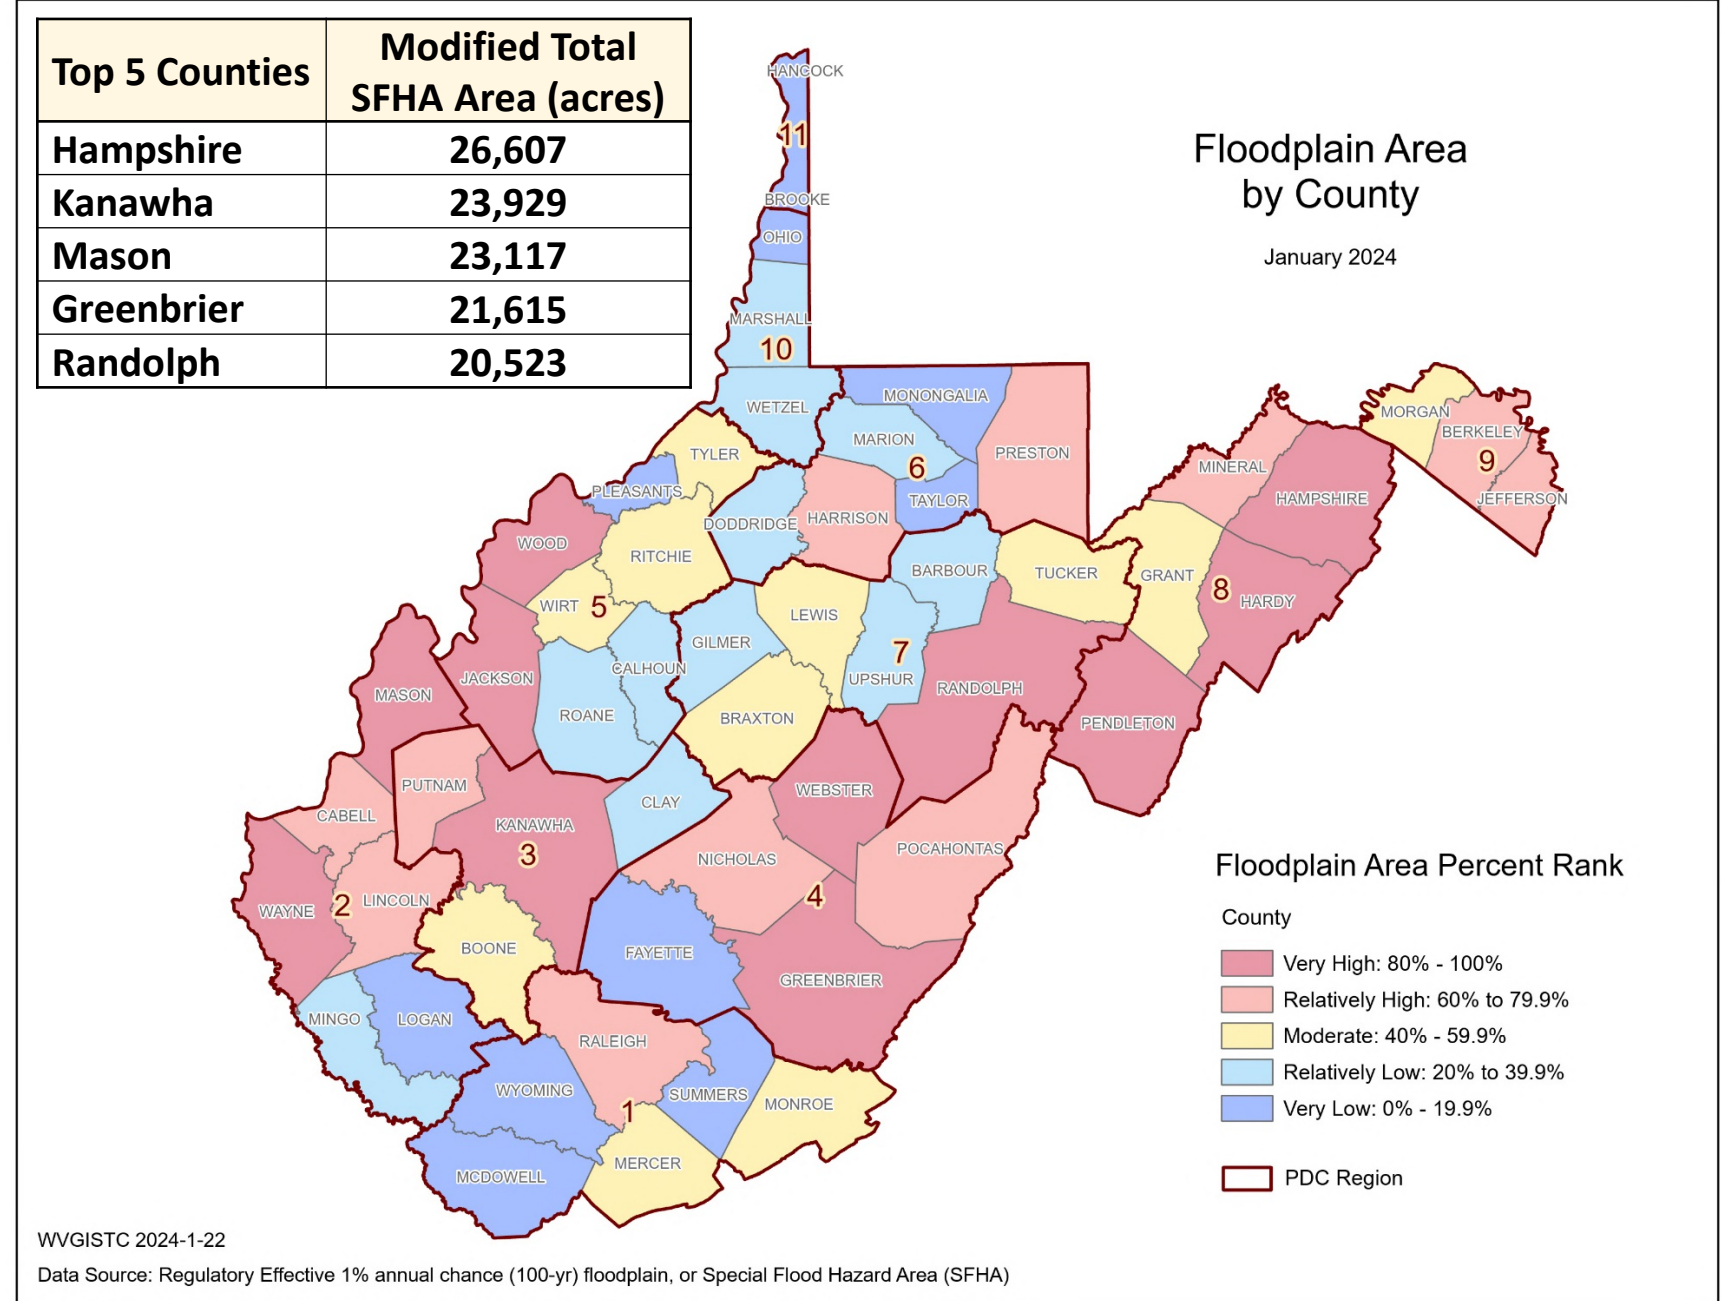 Top 5 Counties
Modified Total
SFHA Area (acres)
Hampshire 26,607
Kanawha 23,929
Mason 23,117
Greenbrier 21,615
Randolph 20,523
Floodplain Area
by County
January 2024
HANCOCK
11
BROOKE
OHIO
MARSHALL
10
WETZEL
MONONGALIA
MARION
6
PRESTON
TAYLOR
TYLER
PLEASANTS
DODDRIDGE
HARRISON
MORGAN
BERKELEY
9
JEFFERSON
MINERAL
HAMPSHIRE
WOOD
RITCHIE
BARBOUR
TUCKER
GRANT
8
HARDY
WIRT
5
LEWIS
GILMER
CALHOUN
7
UPSHUR
RANDOLPH
PENDLETON
MASON
JACKSON
ROANE
BRAXTON
PUTNAM
CABELL
KANAWHA
3
CLAY
WEBSTER
NICHOLAS
POCAHONTAS
4
WAYNE
2
LINCOLN
BOONE
FAYETTE
GREENBRIER
MINGO
LOGAN
RALEIGH
WYOMING
SUMMERS
MONROE
1
MERCER
MCDOWELL
Floodplain Area Percent Rank
County
Very High: 80% - 100%
Relatively High: 60% to 79.9%
Moderate: 40% - 59.9%
Relatively Low: 20% to 39.9%
Very Low: 0% - 19.9%
PDC Region
WVGISTC 2024-1-22
Data Source: Regulatory Effective 1% annual chance (100-yr) floodplain, or Special Flood Hazard Area (SFHA)